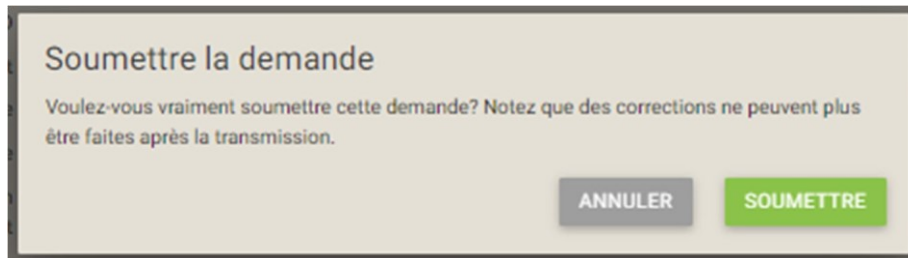 Soumettre la demande
Voulez-vous vraiment soumettre cette demande? Notez que des corrections ne peuvent plus
être faites après la transmission.
ANNULER SOUMETTRE